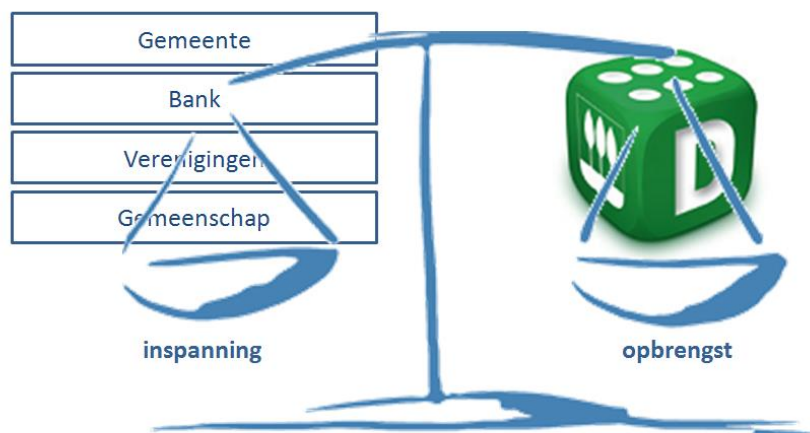 Gemeente
Bank
Verenigingen
Gemeenschap
D
inspanning
opbrengst